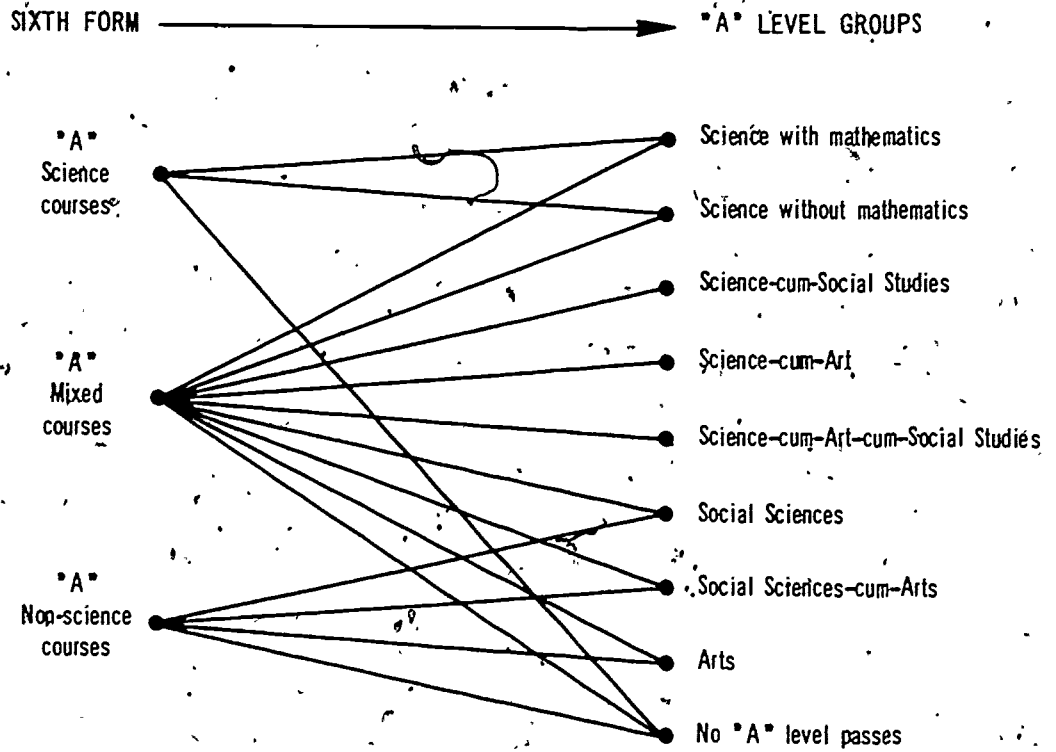 SIXTH FORM
"A" LEVEL GROUPS
"A"
Science
courses
"A"
Mixed
courses
"A"
Non-science
courses
Science with mathematics
Science without mathematics
Science-cum-Social Studies
Science-cum-Art
Science-cum-Art-cum-Social Studies
Social Sciences
Social Sciences-cum-Arts
Arts
No "A" level passes